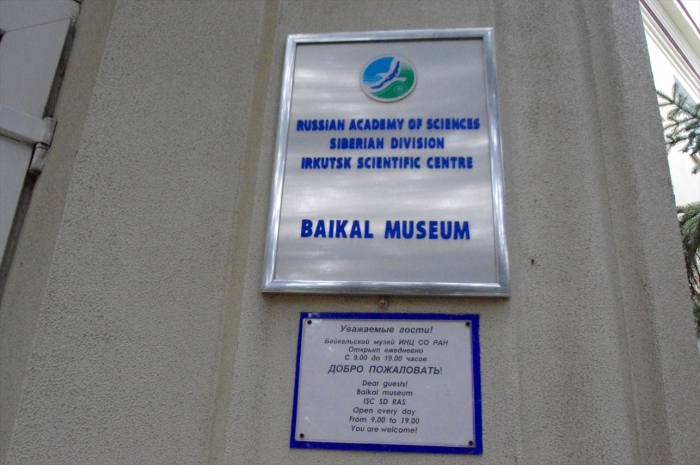 RUSSIAN ACADEMY OF SCIENCES
SIBERIAN DIVISION
IRKUTSK SCIENTIFIC CENTRE
BAIKAL MUSEUM
Уважаемые гости!
Байкальский музей ИНЦ СО РАН
Открыт ежедневно
С 9.00 до 19.00 часов
ДОБРО ПОЖАЛОВАТЬ!
Dear guests!
Baikal museum
ISC SD RAS
Open every day
From 9.00 to 19.00
You are welcome!